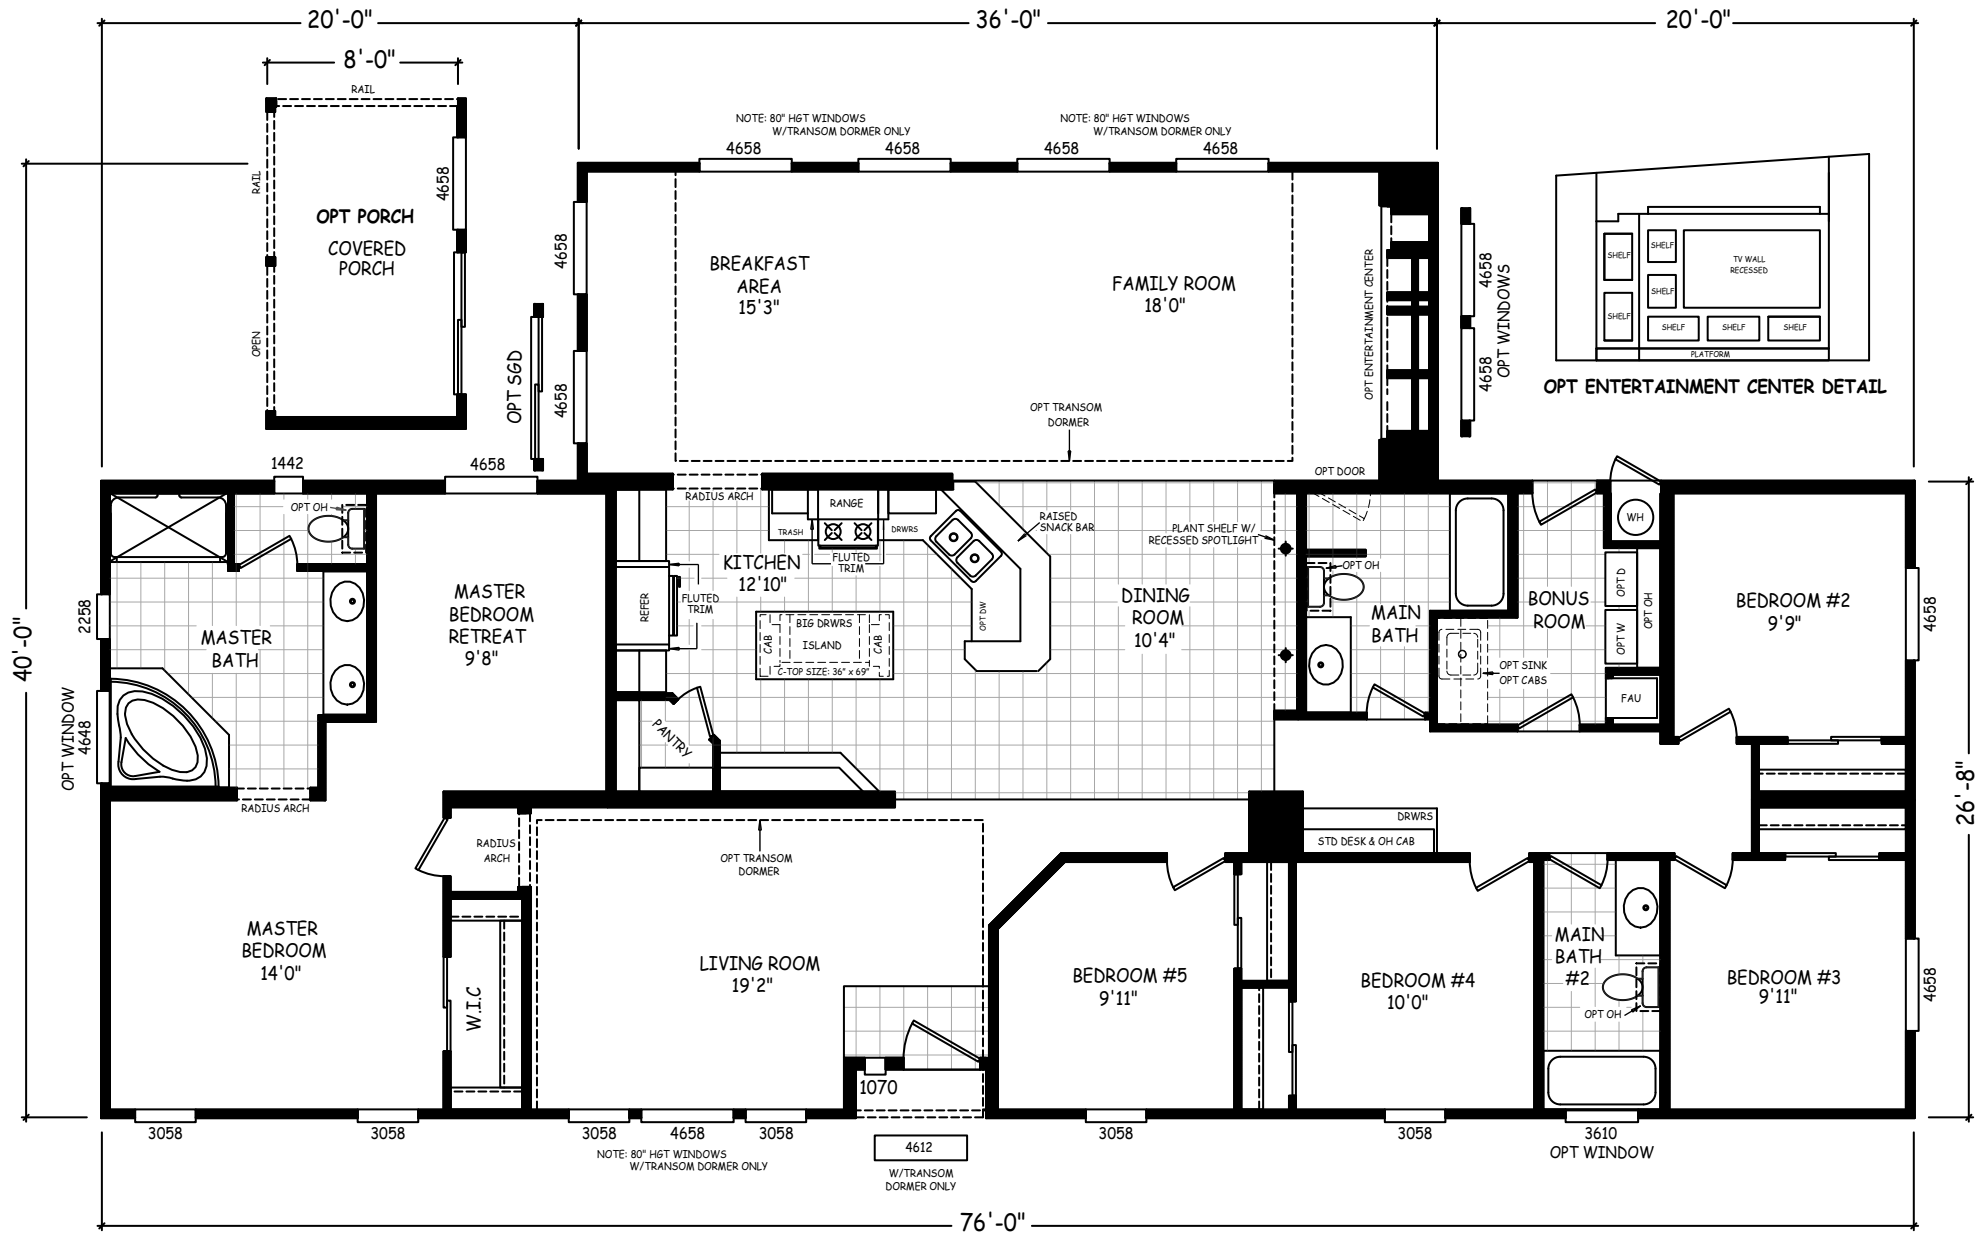 20'-0"
36'-0"
20'-0"
8'-0"
RAIL
RAIL
OPEN
4658
OPT PORCH
COVERED
PORCH
NOTE: 80" HGT WINDOWS
W/TRANSOM DORMER ONLY
NOTE: 80" HGT WINDOWS
W/TRANSOM DORMER ONLY
4658
4658
4658
4658
4658
4658
OPT SGD
BREAKFAST
AREA
15'3"
FAMILY ROOM
18'0"
OPT ENTERTAINMENT CENTER
4658
4658
OPT WINDOWS
SHELF
SHELF
SHELF
SHELF
TV WALL
RECESSED
SHELF
SHELF
SHELF
PLATFORM
OPT ENTERTAINMENT CENTER DETAIL
OPT TRANSOM
DORMER
40'-0"
26'-8"
1442
4658
OPT DOOR
RADIUS ARCH
OPT OH
RANGE
TRASH
DRWRS
FLUTED
TRIM
RAISED
SNACK BAR
PLANT SHELF W/
RECESSED SPOTLIGHT
KITCHEN
12'10"
REFER
FLUTED
TRIM
BIG DRWRS
CAB
ISLAND
CAB
C-TOP SIZE: 36" x 69"
OPT DW
PANTRY
DINING
ROOM
10'4"
OPT OH
MAIN
BATH
WH
BONUS
ROOM
OPT D
OPT W
OPT OH
OPT SINK
OPT CABS
FAU
BEDROOM #2
9'9"
4658
2258
MASTER
BATH
MASTER
BEDROOM
RETREAT
9'8"
OPT WINDOW
4648
RADIUS ARCH
RADIUS
ARCH
OPT TRANSOM
DORMER
DRWRS
STD DESK & OH CAB
MASTER
BEDROOM
14'0"
W.I.C
LIVING ROOM
19'2"
BEDROOM #5
9'11"
BEDROOM #4
10'0"
MAIN
BATH
#2
OPT OH
BEDROOM #3
9'11"
4658
1070
3058
3058
3058
4658
3058
3058
3058
3610
OPT WINDOW
NOTE: 80" HGT WINDOWS
W/TRANSOM DORMER ONLY
4612
W/TRANSOM
DORMER ONLY
76'-0"